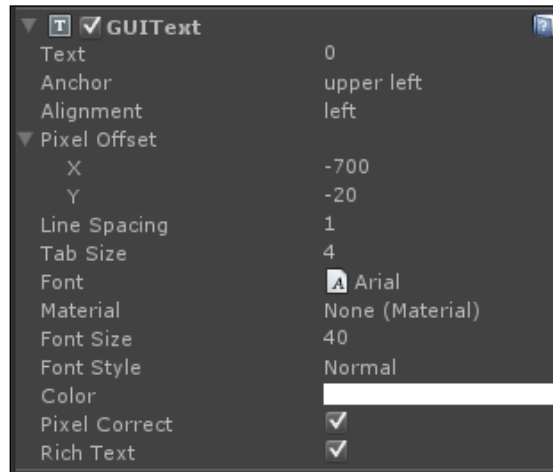 T GUIText
Text 0
Anchor upper left
Alignment left
Pixel Offset
X -700
Y -20
Line Spacing 1
Tab Size 4
Font A Arial
Material None (Material)
Font Size 40
Font Style Normal
Color
Pixel Correct
Rich Text